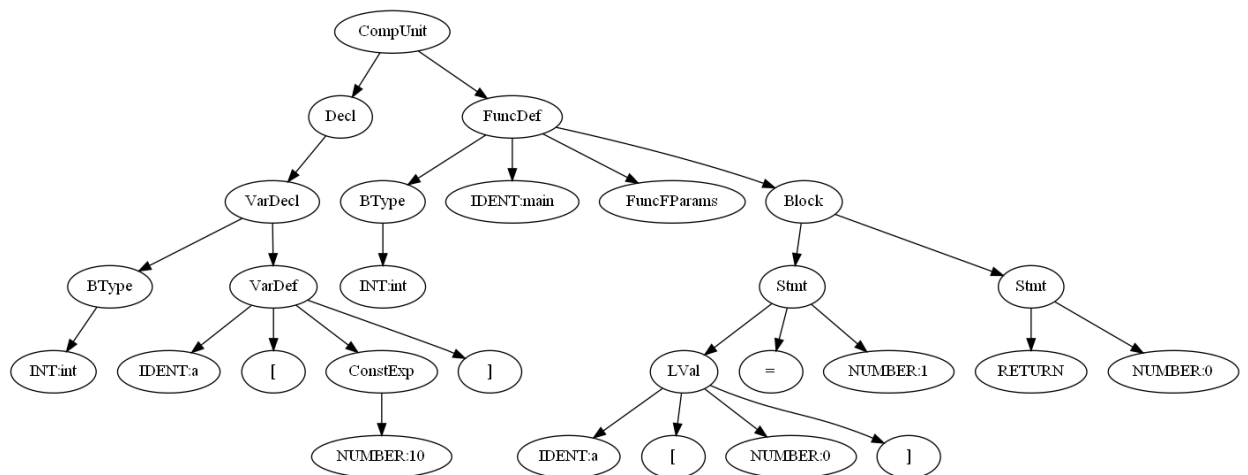 CompUnit
Decl
FuncDef
VarDecl
BType
IDENT:main
FuncFParams
Block
BType
VarDef
INT:int
Stmt
Stmt
INT:int
IDENT:a
[
ConstExp
]
LVal
=
NUMBER:1
RETURN
NUMBER:0
NUMBER:10
IDENT:a
[
NUMBER:0
]